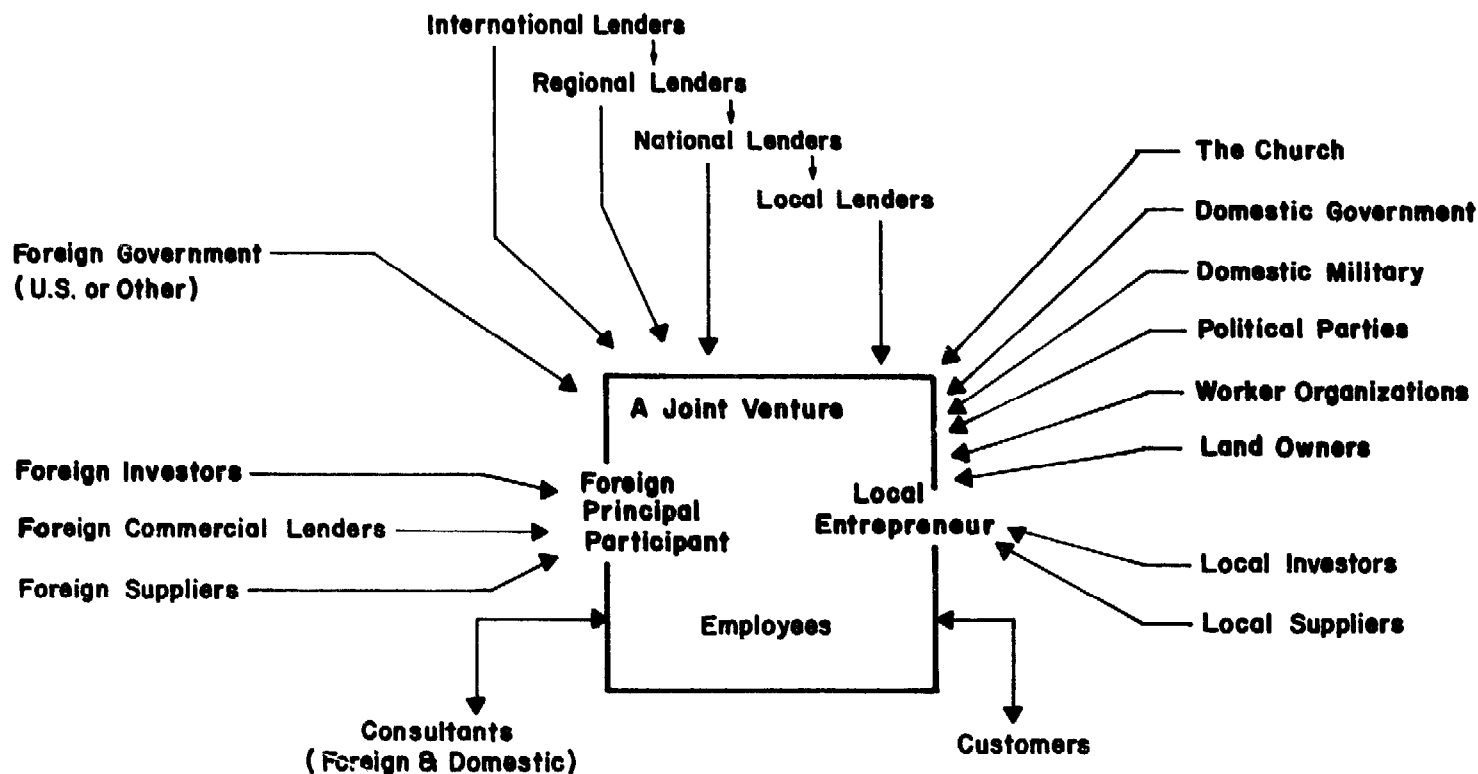 International Lenders
Regional Lenders
National Lenders
Local Lenders
The Church
Domestic Government
Domestic Military
Political Parties
Worker Organizations
Land Owners
Local Investors
Local Suppliers
Foreign Government
(U.S. or Other)
Foreign Investors
Foreign Commercial Lenders
Foreign Suppliers
A Joint Venture
Foreign
Principal
Participant
Local
Entrepreneur
Employees
Consultants
(Foreign & Domestic)
Customers